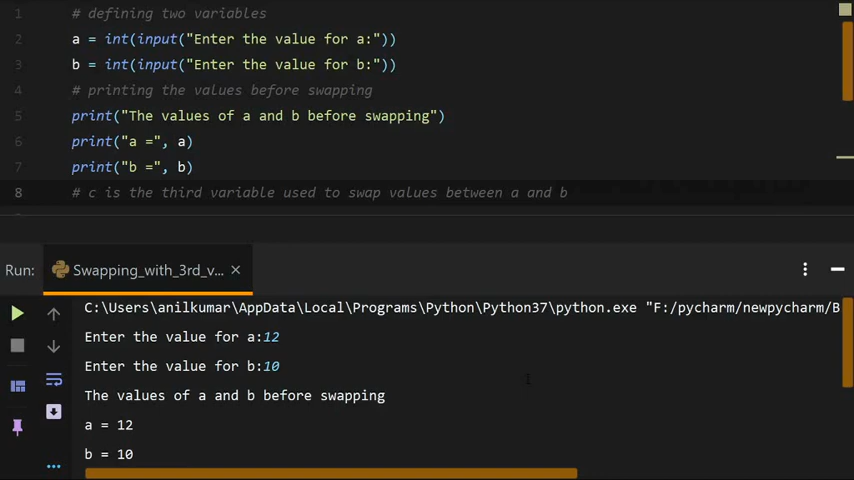 1 # defining two variables
2 a = int(input("Enter the value for a:"))
3 b = int(input("Enter the value for b:"))
4 # printing the values before swapping
5 print("The values of a and b before swapping")
6 print("a =", a)
7 print("b =", b)
8 # c is the third variable used to swap values between a and b
Run: Swapping_with_3rd_v...
C:\Users\anilkumar\AppData\Local\Programs\Python\Python37\python.exe "F:/pycharm/newpycharm/B
Enter the value for a:12
Enter the value for b:10
The values of a and b before swapping
a = 12
b = 10